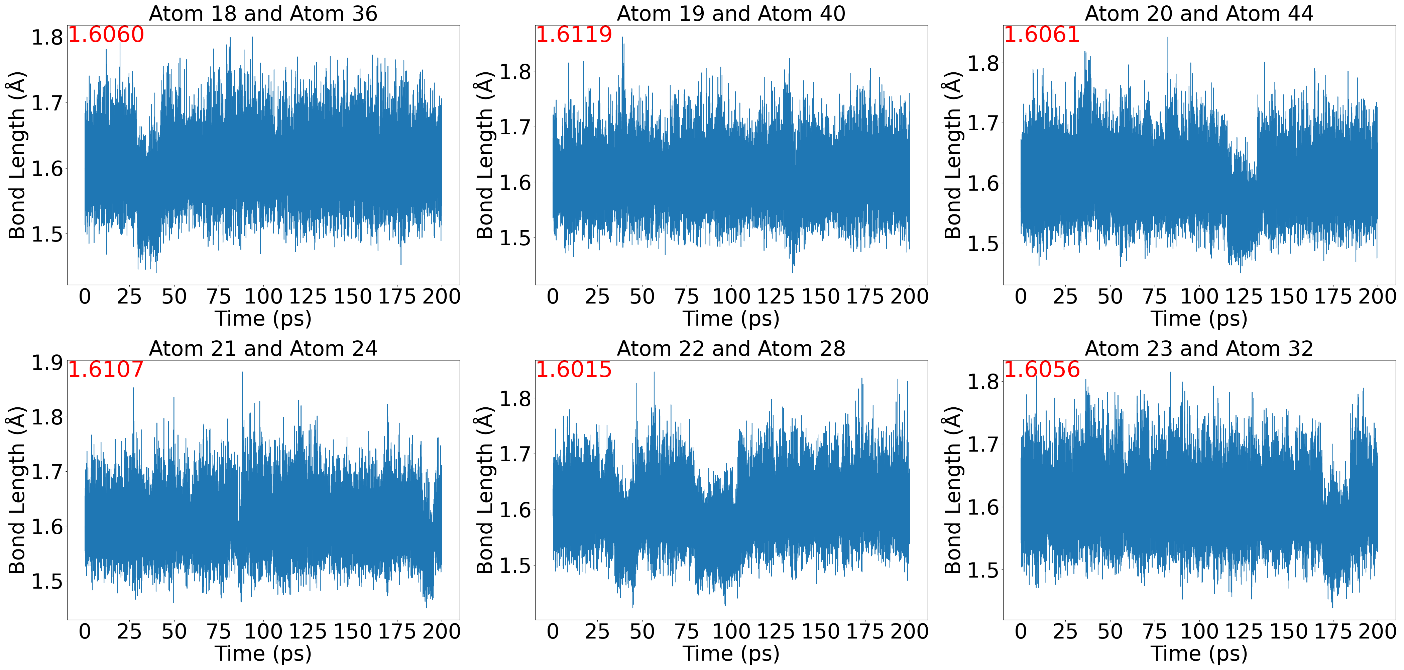 Atom 18 and Atom 36
1.6060
Bond Length (Å)
1.8
1.7
1.6
1.5
0 25 50 75 100 125 150 175 200
Time (ps)
Atom 19 and Atom 40
1.6119
Bond Length (Å)
1.8
1.7
1.6
1.5
0 25 50 75 100 125 150 175 200
Time (ps)
Atom 20 and Atom 44
1.6061
Bond Length (Å)
1.8
1.7
1.6
1.5
0 25 50 75 100 125 150 175 200
Time (ps)
Atom 21 and Atom 24
1.6107
Bond Length (Å)
1.9
1.8
1.7
1.6
1.5
0 25 50 75 100 125 150 175 200
Time (ps)
Atom 22 and Atom 28
1.6015
Bond Length (Å)
1.8
1.7
1.6
1.5
0 25 50 75 100 125 150 175 200
Time (ps)
Atom 23 and Atom 32
1.6056
Bond Length (Å)
1.8
1.7
1.6
1.5
0 25 50 75 100 125 150 175 200
Time (ps)